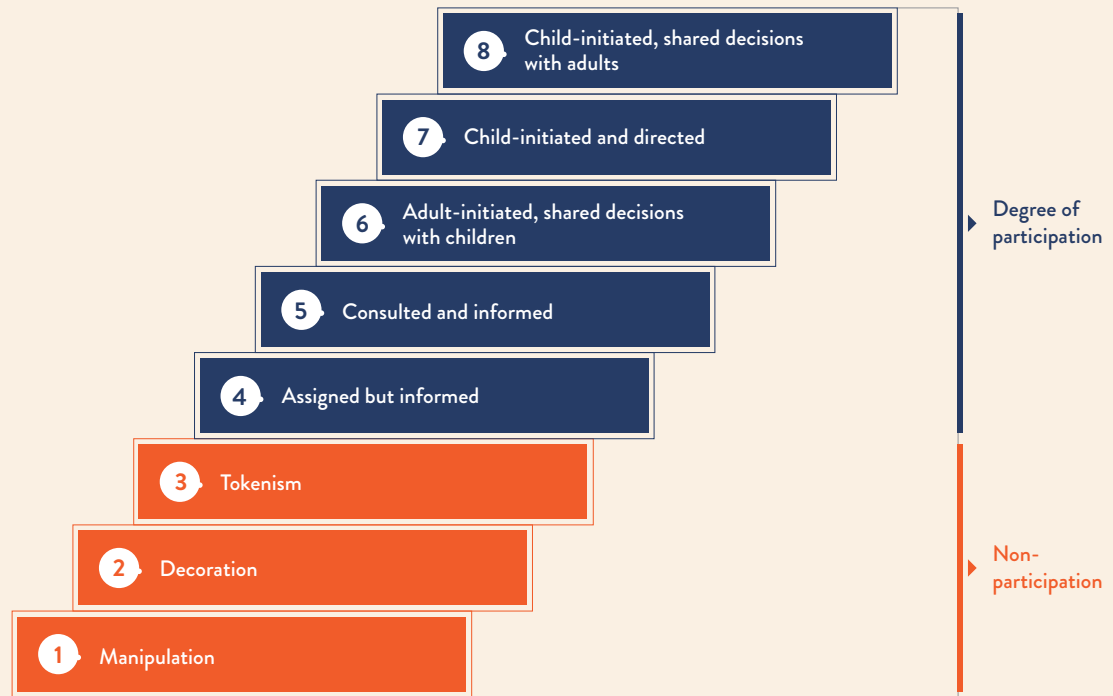 8
Child-initiated, shared decisions
with adults
7
Child-initiated and directed
6
Adult-initiated, shared decisions
with children
Degree of
participation
5
Consulted and informed
4
Assigned but informed
3
Tokenism
2
Decoration
Non-
participation
1
Manipulation